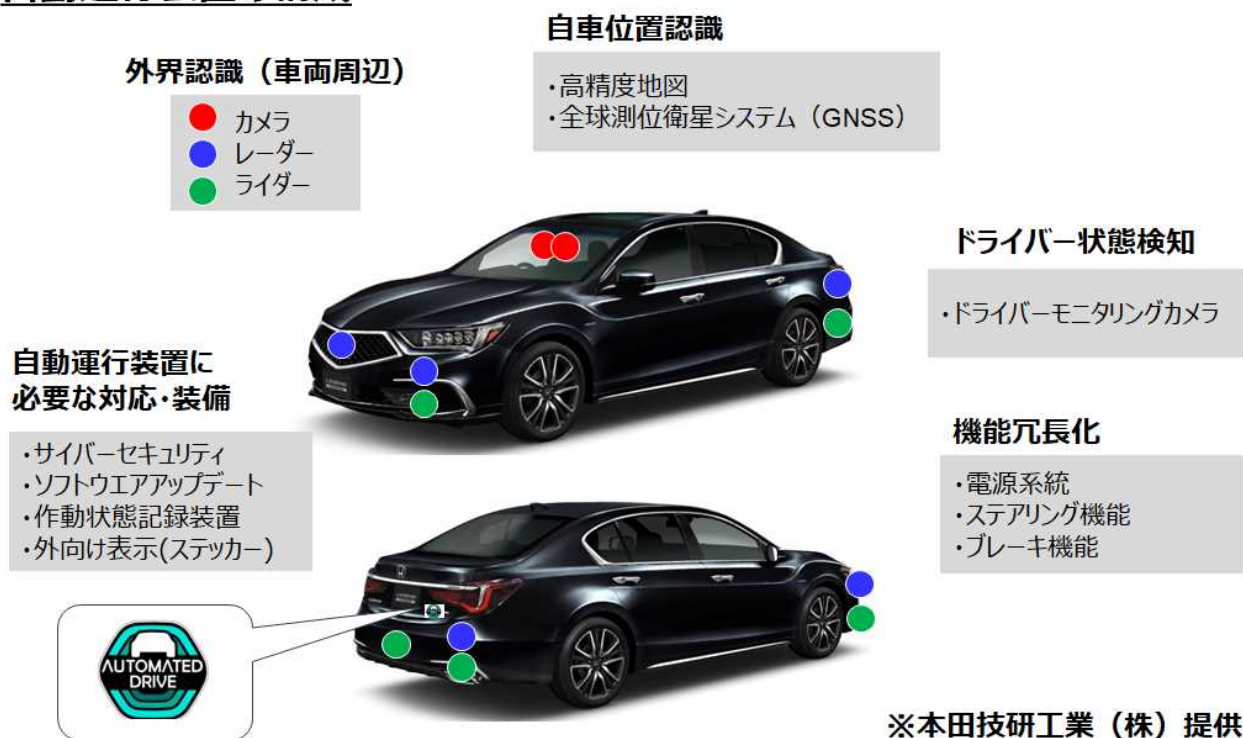 外界認識（車両周辺）
カメラ
レーダー
ライダー
自車位置認識
・高精度地図
・全球測位衛星システム（GNSS）
ドライバー状態検知
・ドライバーモニタリングカメラ
自動運行装置に
必要な対応・装備
・サイバーセキュリティ
・ソフトウエアアップデート
・作動状態記録装置
・外向け表示(ステッカー)
機能冗長化
・電源系統
・ステアリング機能
・ブレーキ機能
AUTOMATED
DRIVE
※本田技研工業（株）提供